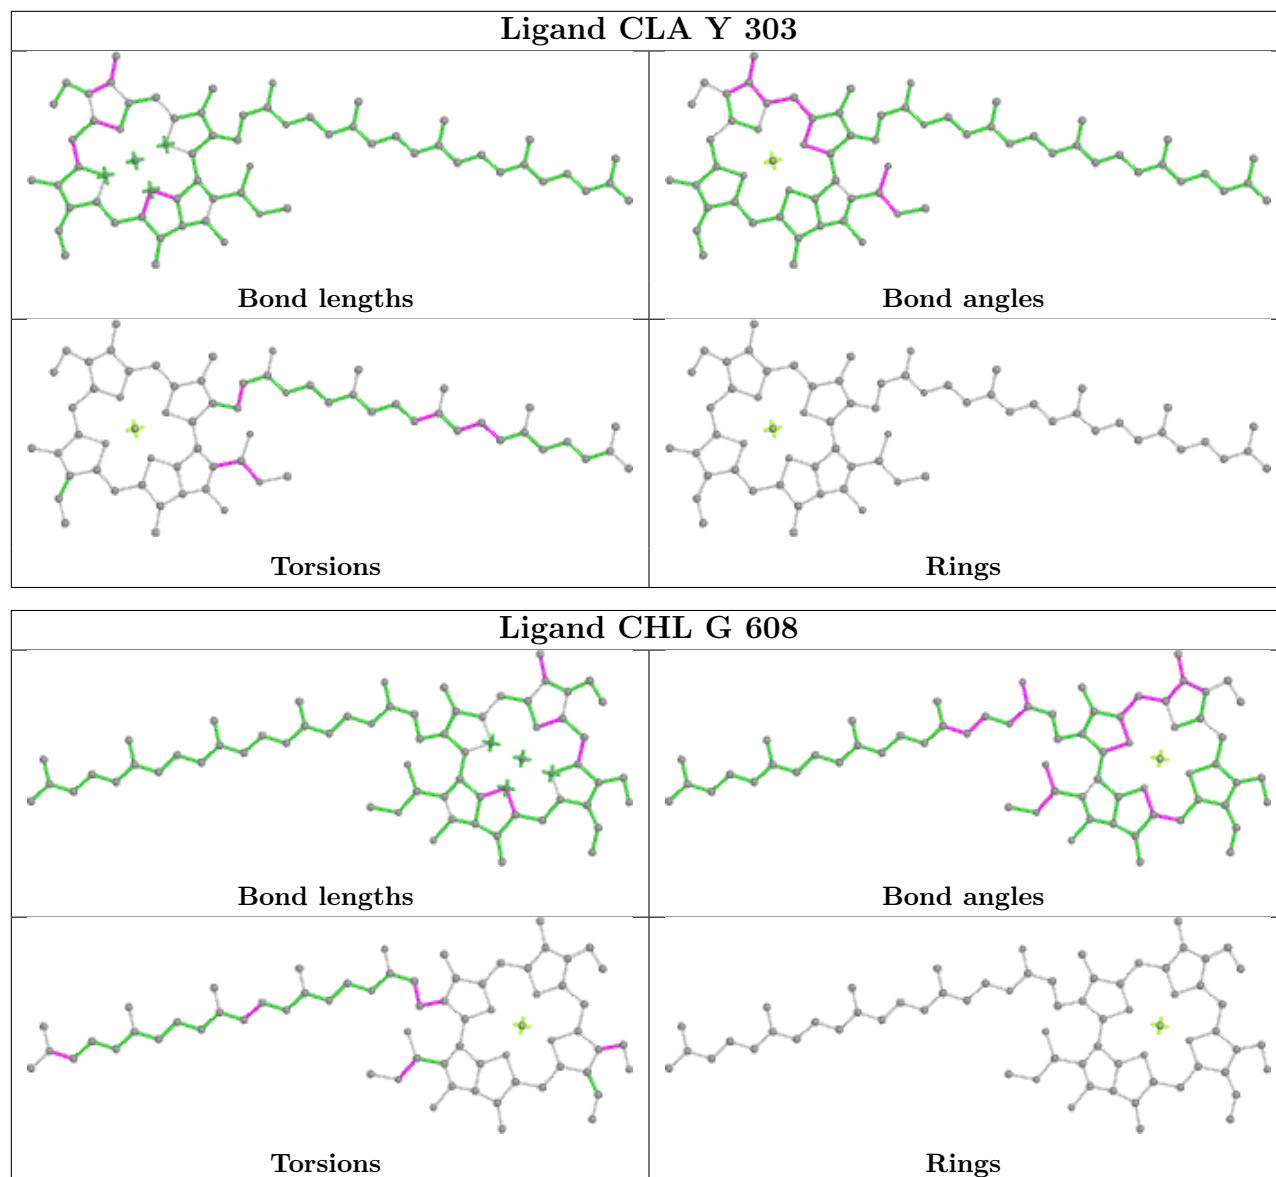 Ligand CLA Y 303
Bond lengths
Bond angles
Torsions
Rings
Ligand CHL G 608
Bond lengths
Bond angles
Torsions
Rings